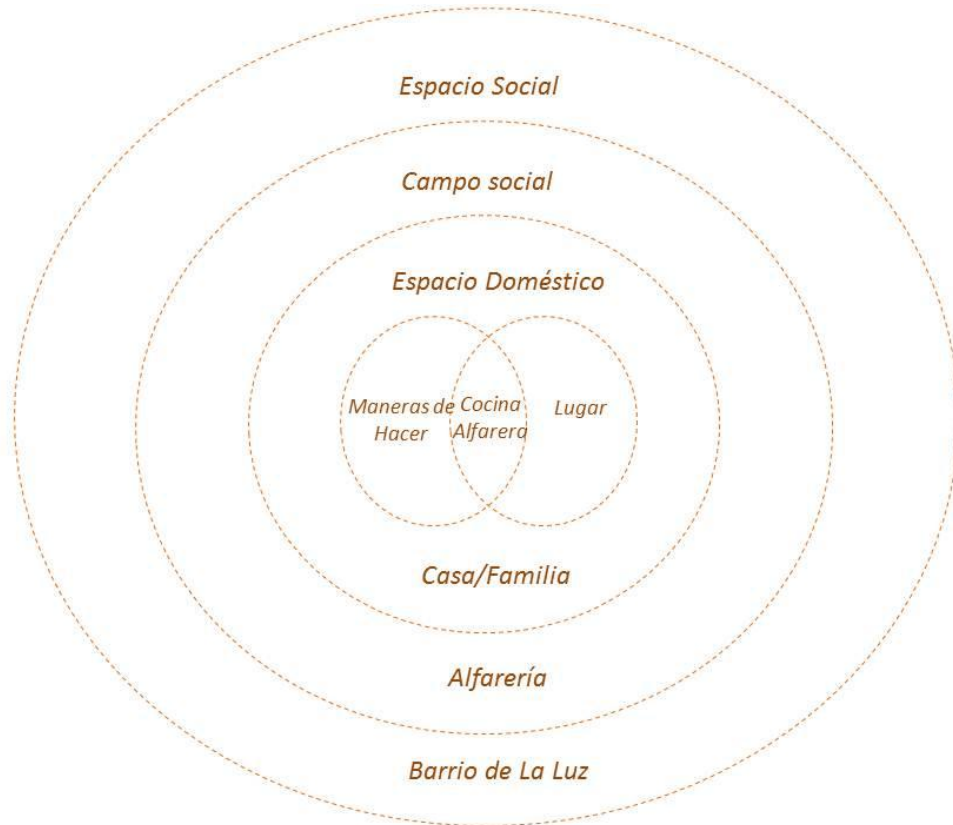 Espacio Social
Campo social
Espacio Doméstico
Maneras de
Hacer
Cocina
Alfarera
Lugar
Casa/Familia
Alfarería
Barrio de La Luz